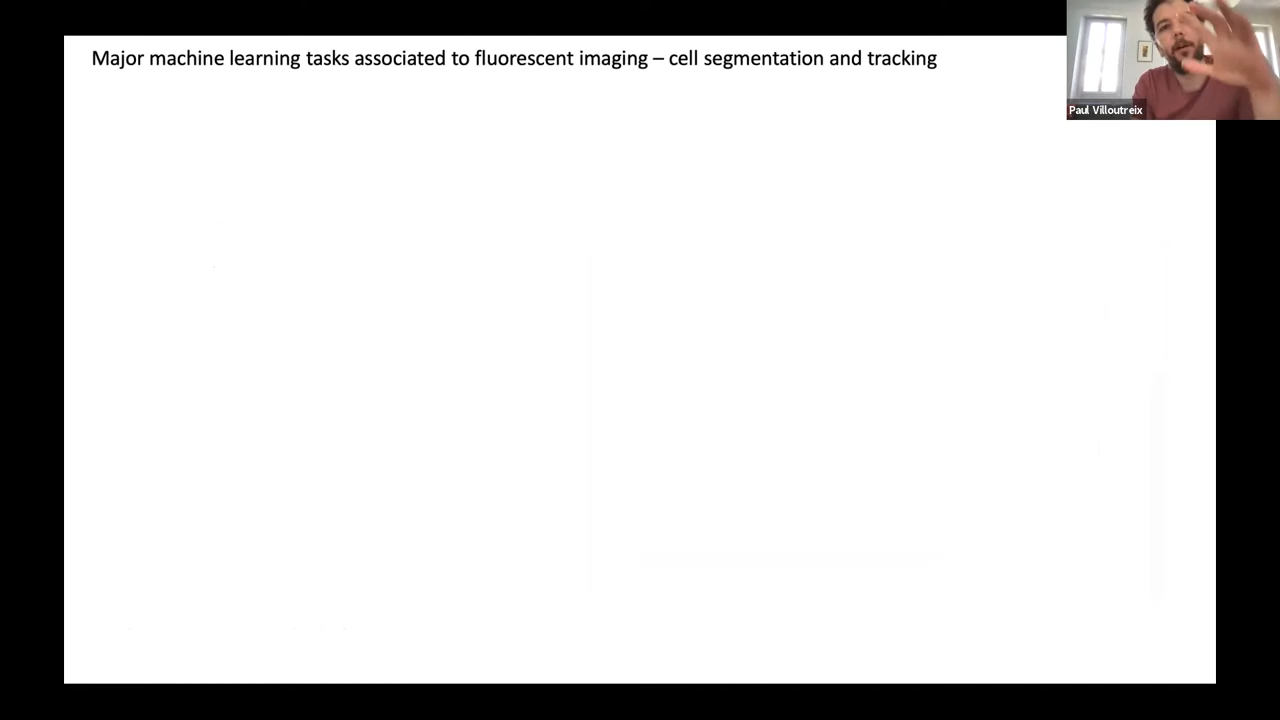 Major machine learning tasks associated to fluorescent imaging – cell segmentation and tracking
Paul Villoutreix